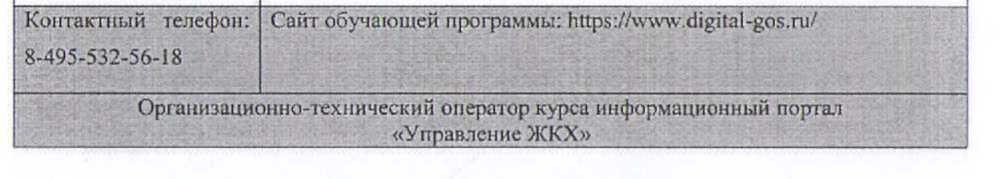 Контактный телефон:
8-495-532-56-18
Сайт обучающей программы: https://www.digital-gos.ru/
Организационно-технический оператор курса информационный портал
«Управление ЖКХ»